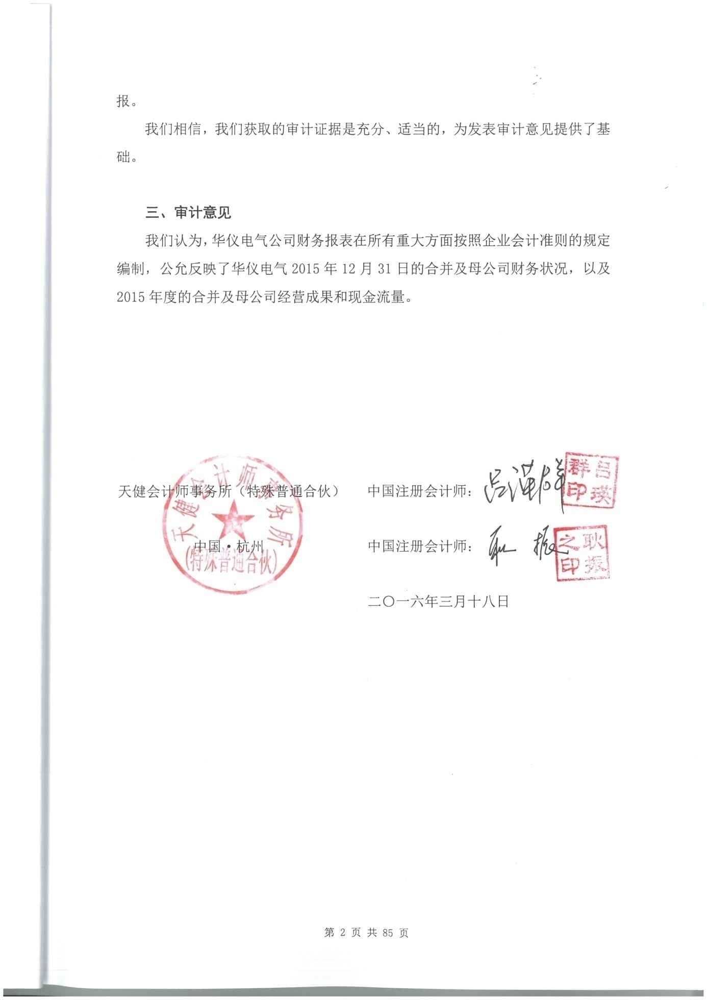 报。
我们相信，我们获取的审计证据是充分、适当的，为发表审计意见提供了基
础。
三、审计意见
我们认为，华仪电气公司财务报表在所有重大方面按照企业会计准则的规定
编制，公允反映了华仪电气 2015 年 12 月 31 日的合并及母公司财务状况，以及
2015 年度的合并及母公司经营成果和现金流量。
天健会计师事务所（特殊普通合伙）
中国注册会计师：吕瑛群
吕瑛群印
天健会计师事务所
(特殊普通合伙)
中国·杭州
中国注册会计师：耿 振
耿振之印
二〇一六年三月十八日
第 2 页 共 85 页